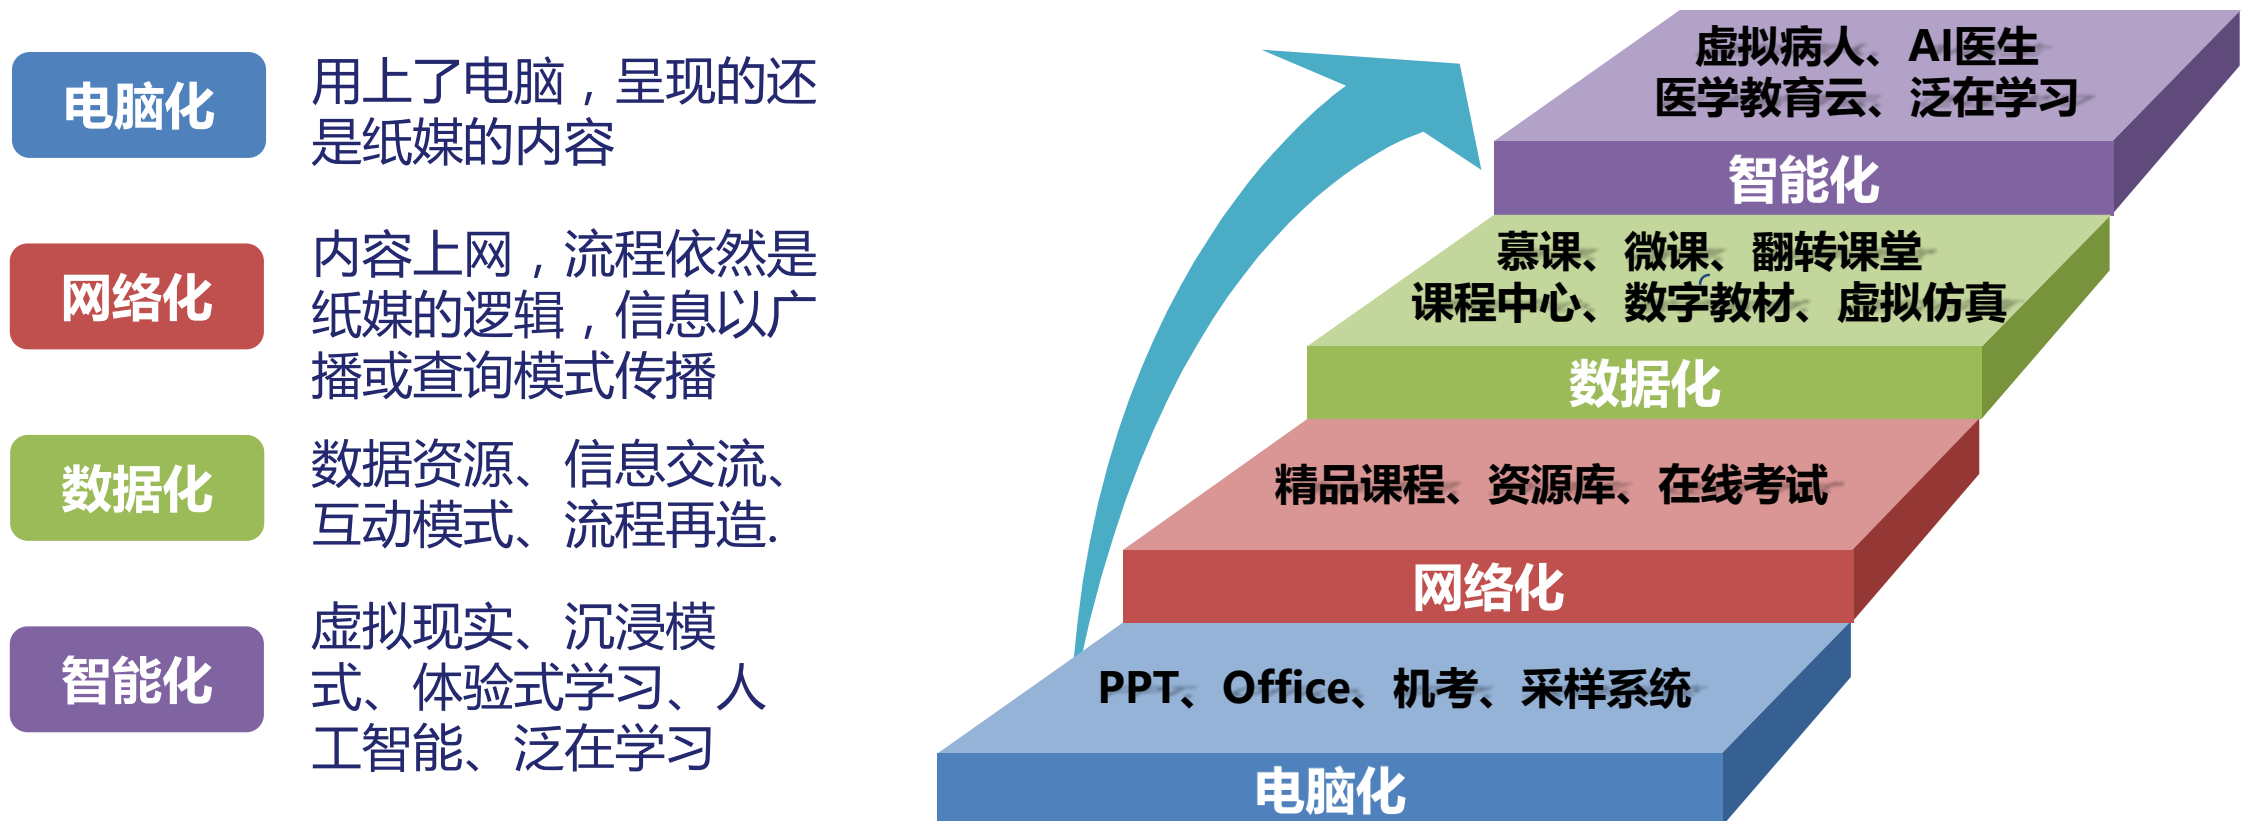 电脑化
用上了电脑，呈现的还
是纸媒的内容
网络化
内容上网，流程依然是
纸媒的逻辑，信息以广
播或查询模式传播
数据化
数据资源、信息交流、
互动模式、流程再造.
智能化
虚拟现实、沉浸模
式、体验式学习、人
工智能、泛在学习
虚拟病人、AI医生
医学教育云、泛在学习
智能化
慕课、微课、翻转课堂
课程中心、数字教材、虚拟仿真
数据化
精品课程、资源库、在线考试
网络化
PPT、Office、机考、采样系统
电脑化